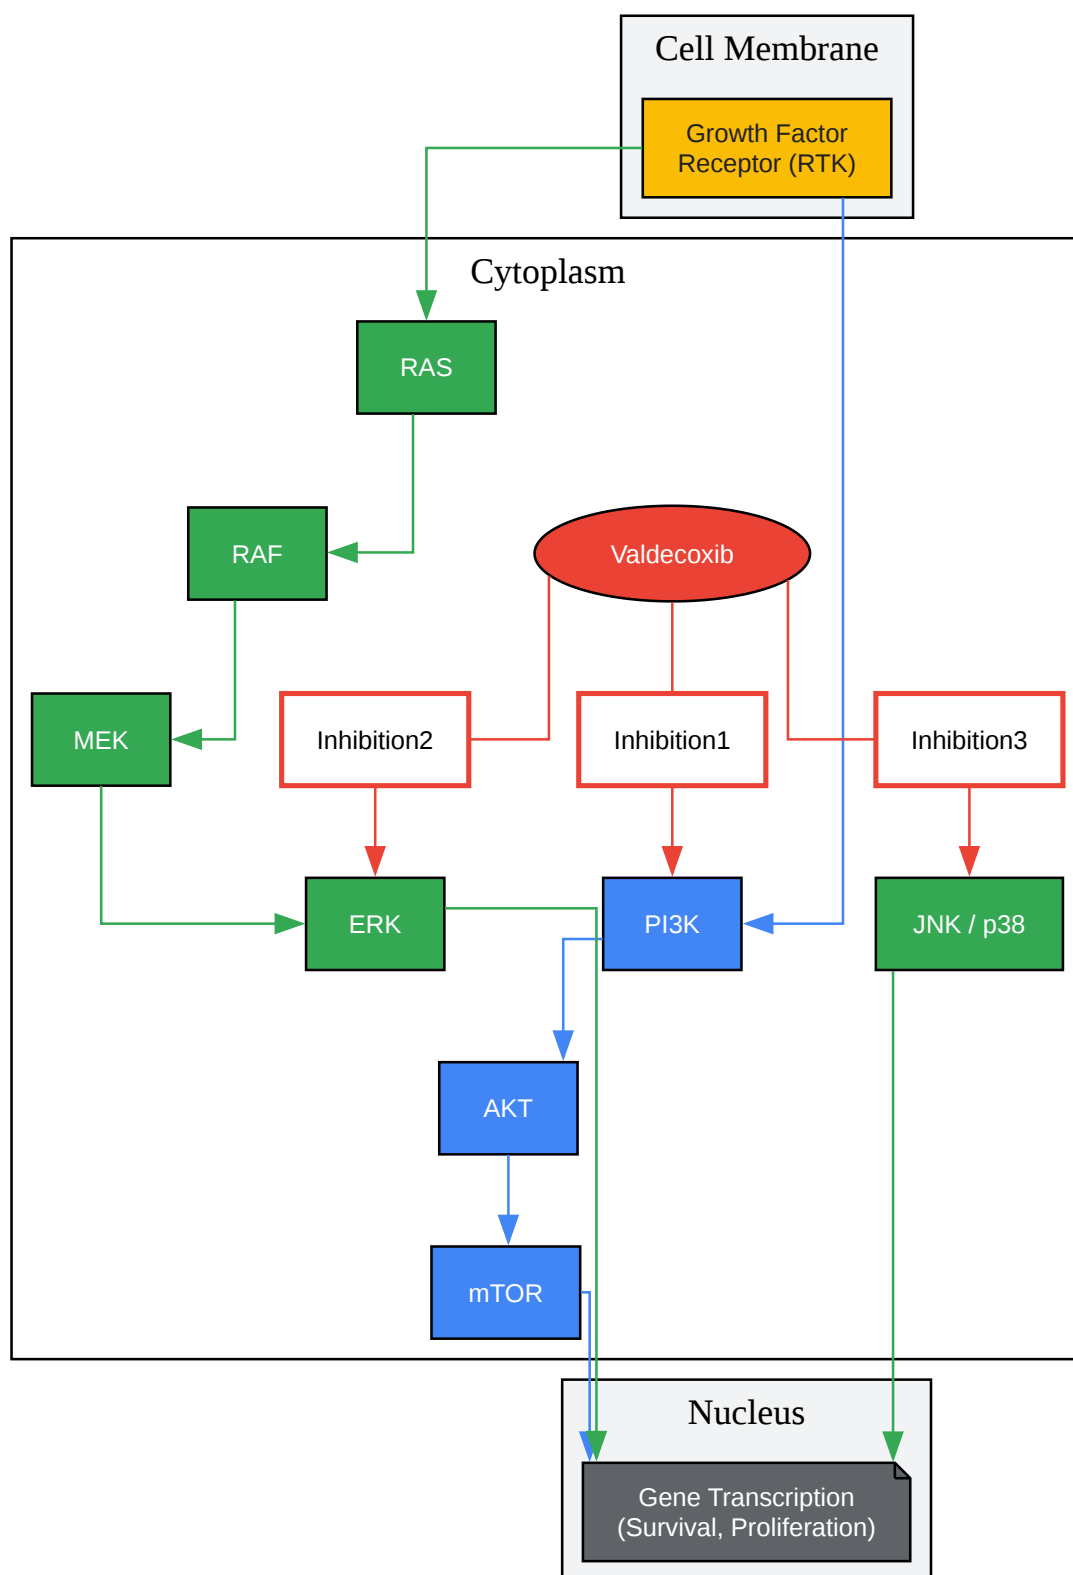 Cell Membrane
Growth Factor
Receptor (RTK)
Cytoplasm
RAS
RAF
Valdecoxib
MEK
Inhibition2
Inhibition1
Inhibition3
ERK
PI3K
JNK / p38
AKT
mTOR
Nucleus
Gene Transcription
(Survival, Proliferation)